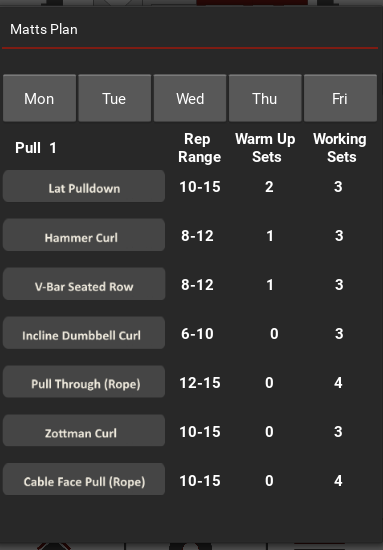 Matts Plan
Mon Tue Wed Thu Fri
Pull 1 Rep Range Warm Up Sets Working Sets
Lat Pulldown 10-15 2 3
Hammer Curl 8-12 1 3
V-Bar Seated Row 8-12 1 3
Incline Dumbbell Curl 6-10 0 3
Pull Through (Rope) 12-15 0 4
Zottman Curl 10-15 0 3
Cable Face Pull (Rope) 10-15 0 4